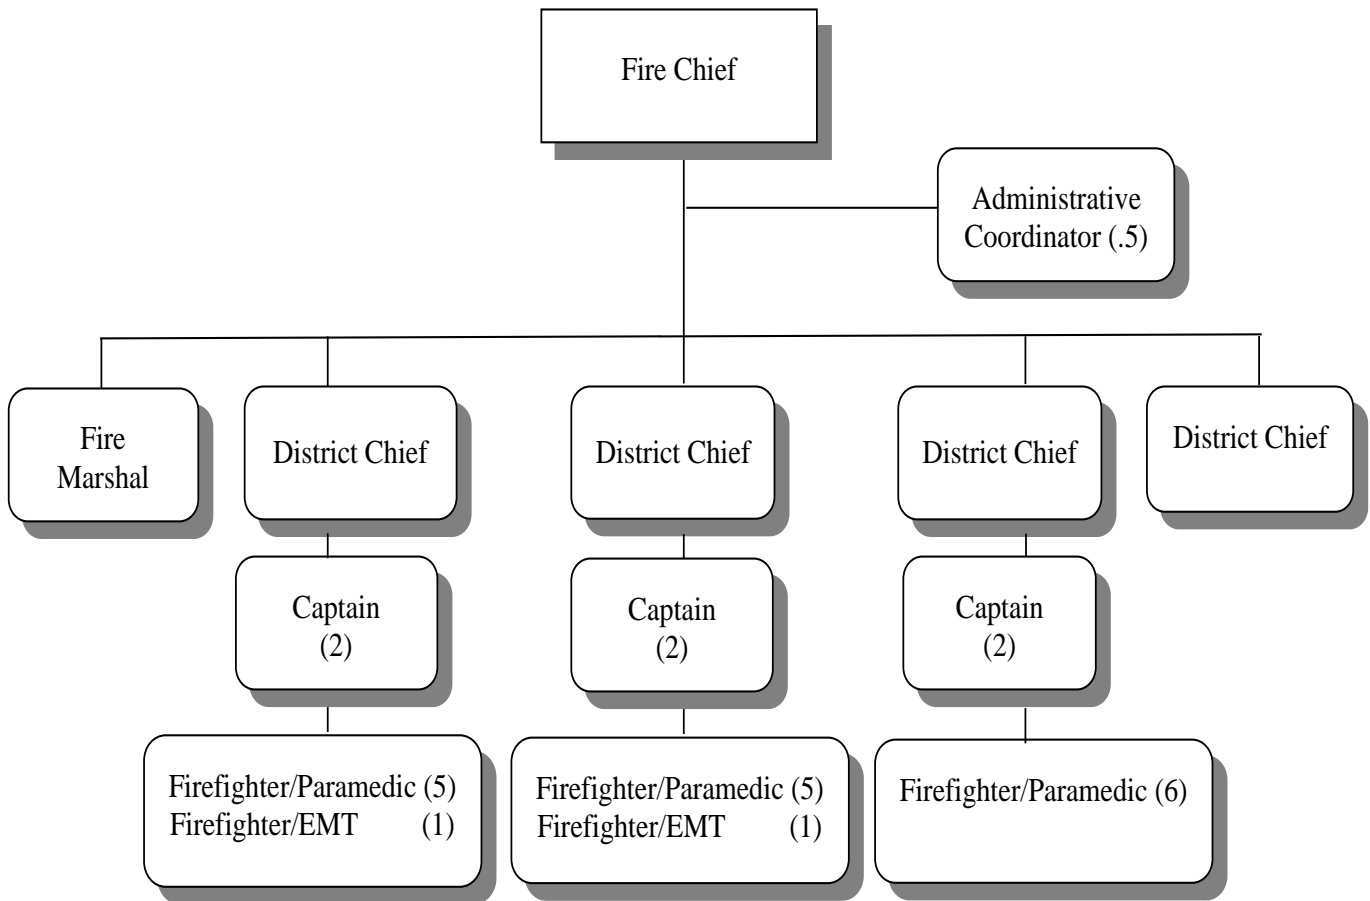 Fire Chief
Administrative
Coordinator (.5)
Fire
Marshal
District Chief
District Chief
District Chief
District Chief
Captain
(2)
Captain
(2)
Captain
(2)
Firefighter/Paramedic (5)
Firefighter/EMT (1)
Firefighter/Paramedic (5)
Firefighter/EMT (1)
Firefighter/Paramedic (6)